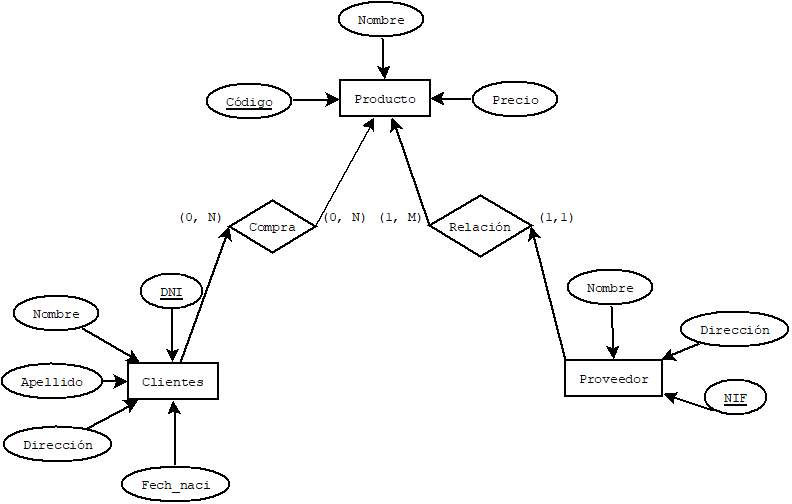 Nombre
Código
Producto
Precio
(0, N)
Compra
(0, N)
(1, M)
Relación
(1,1)
DNI
Nombre
Nombre
Dirección
Apellido
Clientes
Proveedor
NIF
Dirección
Fech_naci